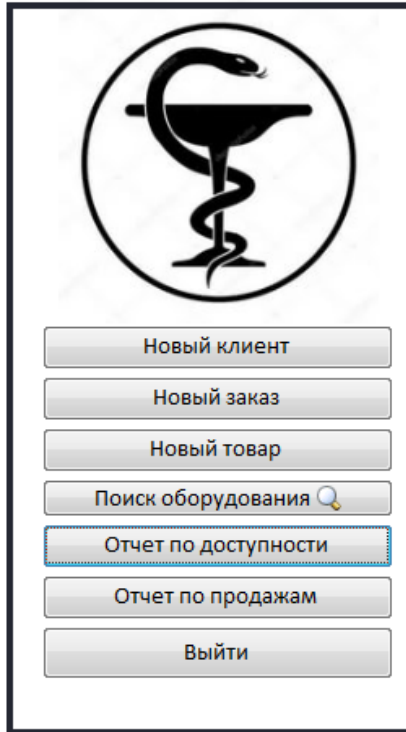 Новый клиент
Новый заказ
Новый товар
Поиск оборудования
Отчет по доступности
Отчет по продажам
Выйти